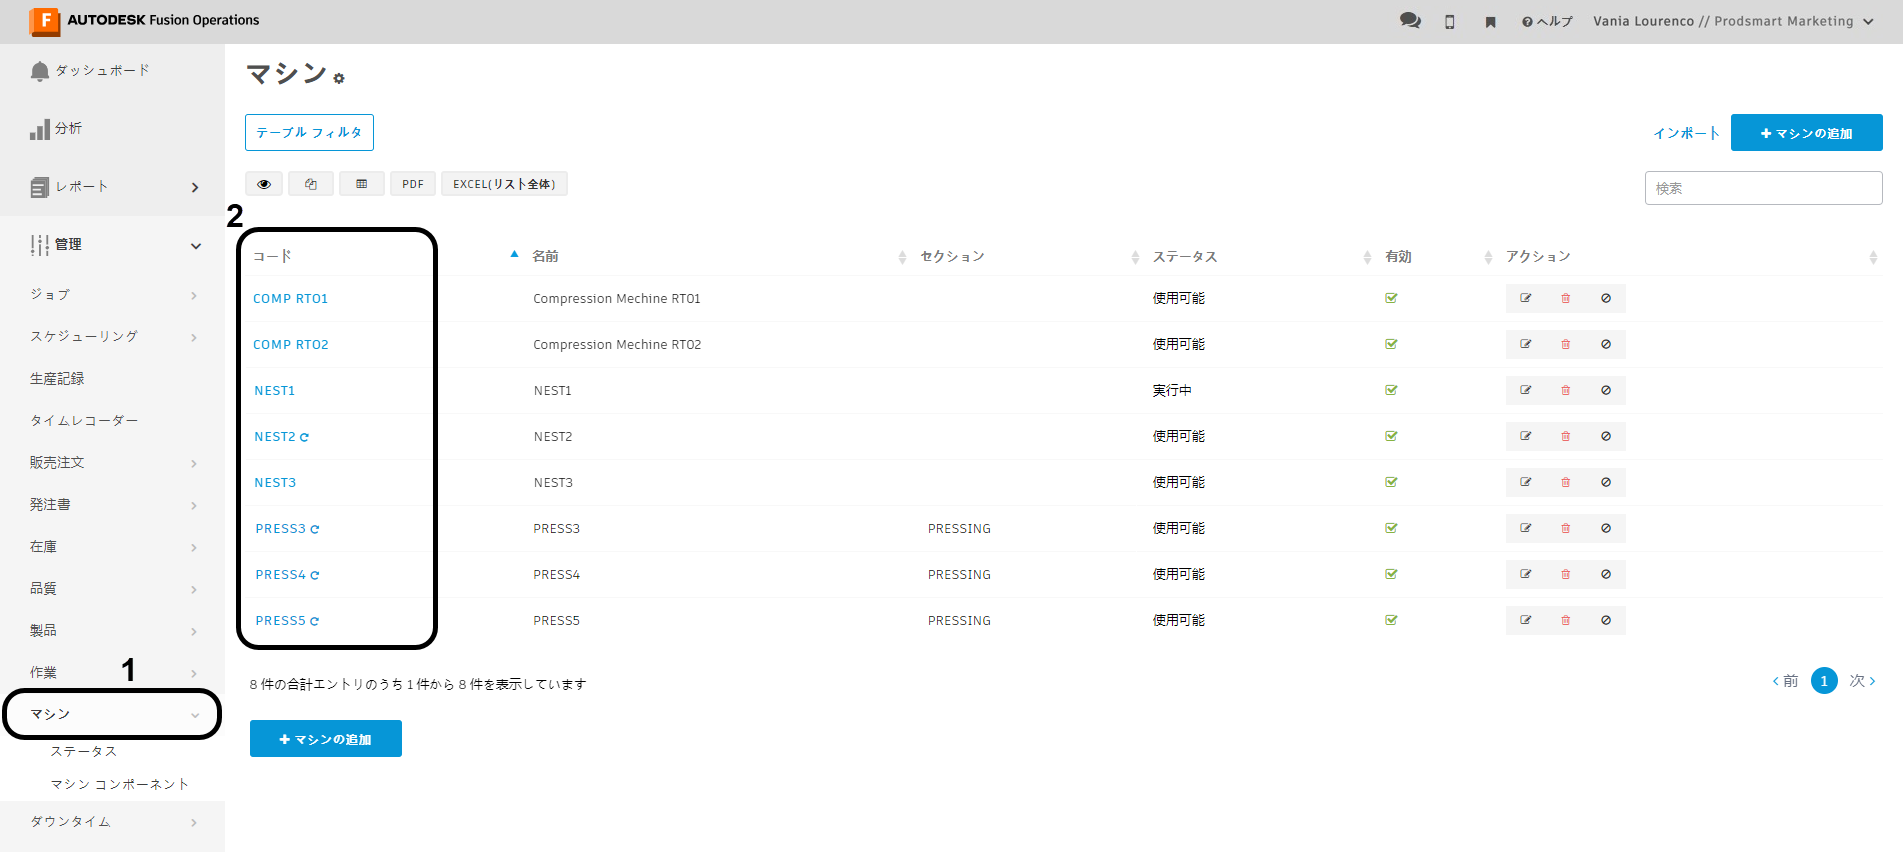 F AUTODESK Fusion Operations
ヘルプ Vania Lourenco // Prodsmart Marketing
ダッシュボード
分析
レポート
管理
ジョブ
スケジューリング
生産記録
タイムレコーダー
販売注文
発注書
在庫
品質
製品
作業
1
マシン
ステータス
マシン コンポーネント
ダウンタイム
マシン
テーブル フィルタ
インポート
マシンの追加
PDF EXCEL(リスト全体)
検索
2
コード 名前 セクション ステータス 有効 アクション
COMP RT01 Compression Mechine RT01 使用可能
COMP RT02 Compression Mechine RT02 使用可能
NEST1 NEST1 実行中
NEST2 NEST2 使用可能
NEST3 NEST3 使用可能
PRESS3 PRESS3 PRESSING 使用可能
PRESS4 PRESS4 PRESSING 使用可能
PRESS5 PRESS5 PRESSING 使用可能
8 件の合計エントリのうち 1 件から 8 件を表示しています
前 1 次
マシンの追加